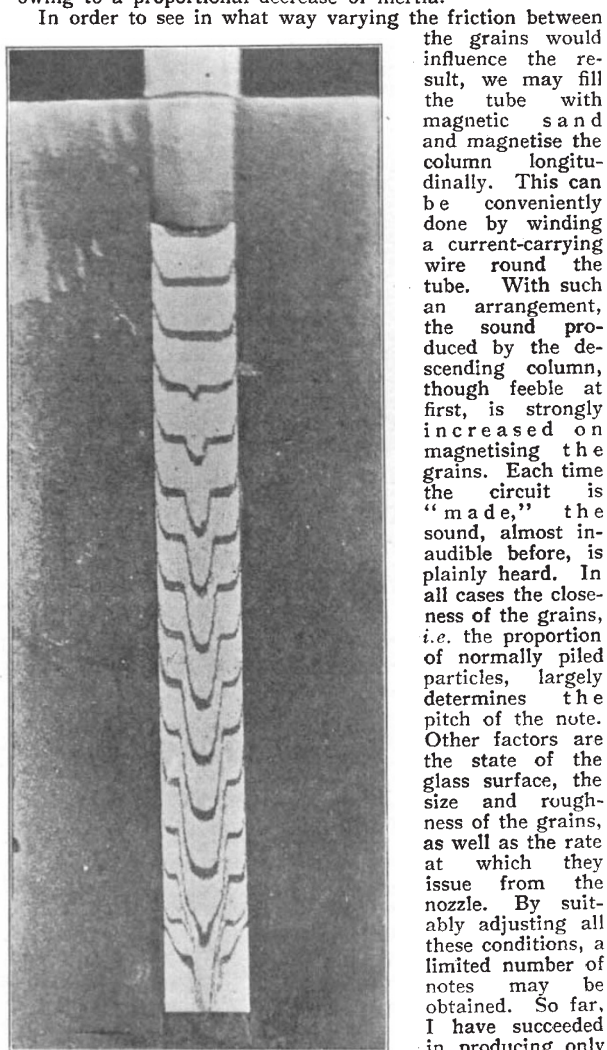 owing to a proportional decrease of inertia.
In order to see in what way varying the friction between
the grains would
influence the re-
sult, we may fill
the tube with
magnetic sand
and magnetise the
column longitu-
dinally. This can
be conveniently
done by winding
a current-carrying
wire round the
tube. With such
an arrangement,
the sound pro-
duced by the de-
scending column,
though feeble at
first, is strongly
increased on
magnetising the
grains. Each time
the circuit is
“made,” the
sound, almost in-
audible before, is
plainly heard. In
all cases the close-
ness of the grains,
i.e. the proportion
of normally piled
particles, largely
determines the
pitch of the note.
Other factors are
the state of the
glass surface, the
size and rough-
ness of the grains,
as well as the rate
at which they
issue from the
nozzle. By suit-
ably adjusting all
these conditions, a
limited number of
notes may be
obtained. So far,
I have succeeded
in producing only